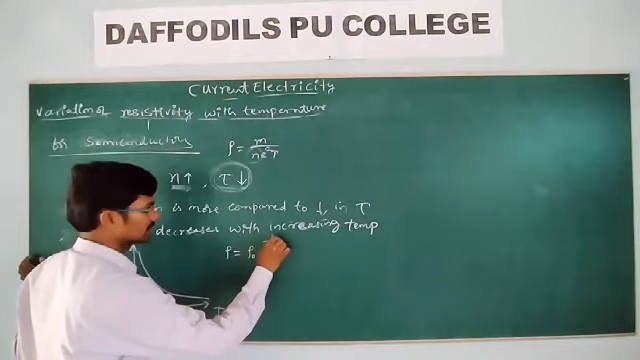 DAFFODILS PU COLLEGE
Current Electricity
Variation of resistivity with temperature
for Semiconductors
ρ = m / ne²τ
n↑ , τ↓
n is more compared to ↓ in τ
decreases with increasing temp
ρ = ρ₀